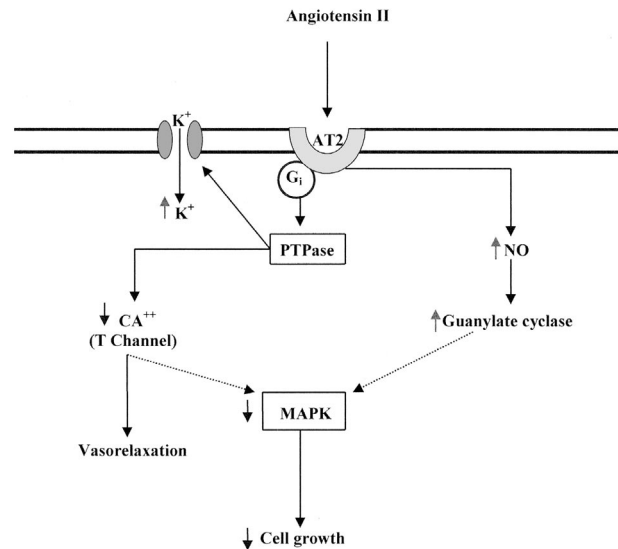 Angiotensin II
K⁺
AT2
Gᵢ
↑ K⁺
PTPase
↑ NO
↓ CA⁺⁺
(T Channel)
↑ Guanylate cyclase
↓ MAPK
Vasorelaxation
↓ Cell growth